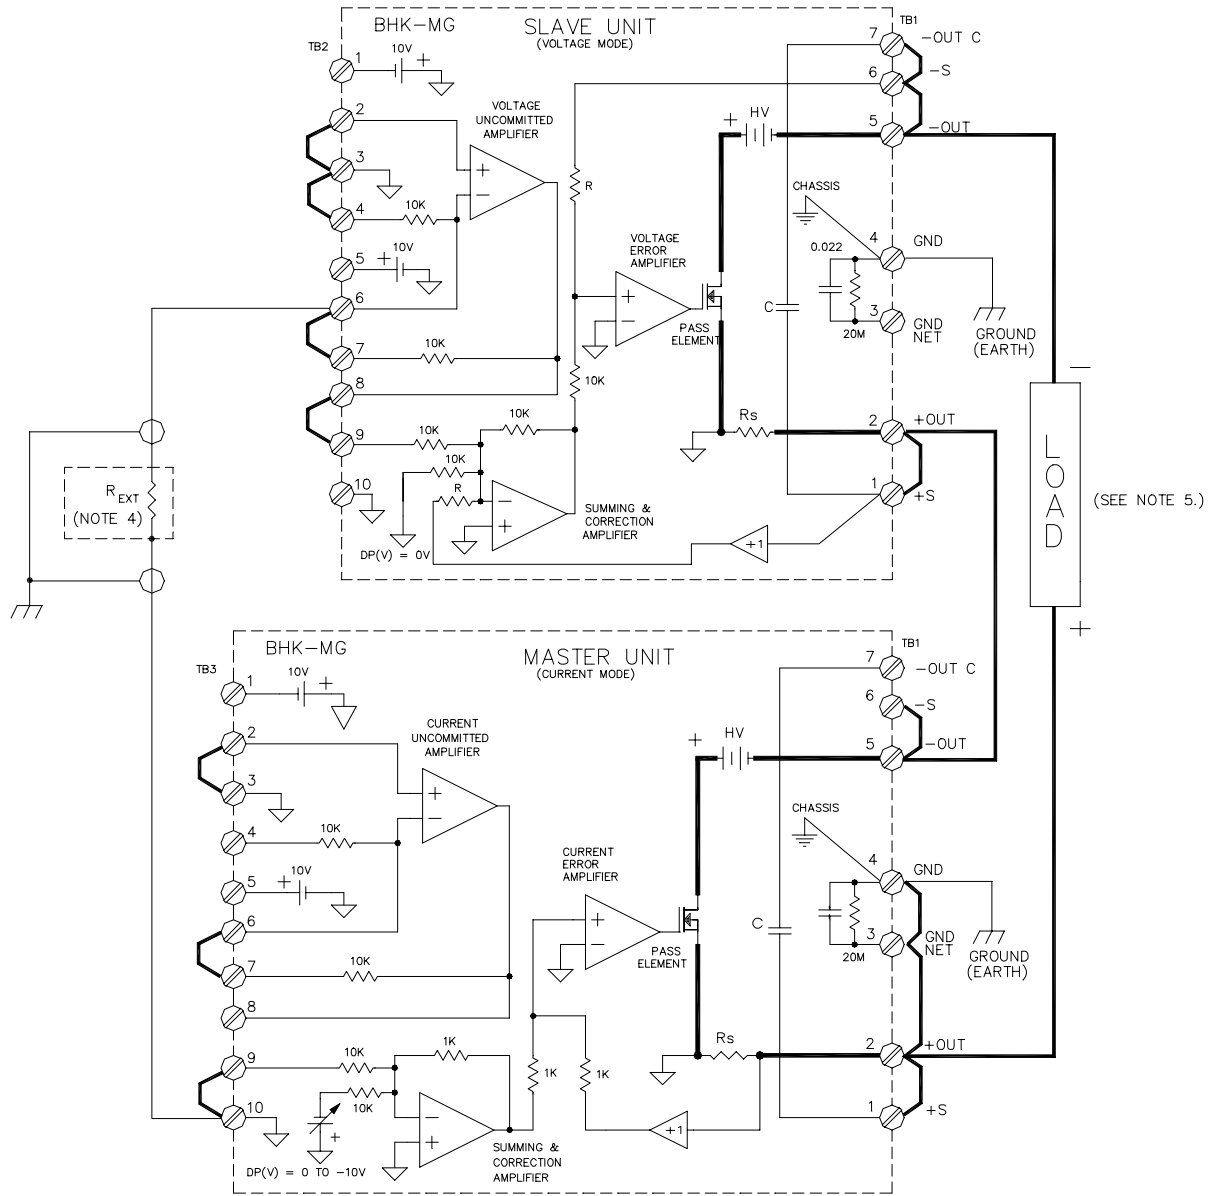 BHK-MG
SLAVE UNIT
(VOLTAGE MODE)
TB1
TB2
1
10V
+
2
3
4
10K
VOLTAGE
UNCOMMITTED
AMPLIFIER
+
−
5
+
10V
6
7
10K
8
9
10K
10K
10K
R
10
DP(V) = 0V
−
+
SUMMING &
CORRECTION
AMPLIFIER
R
10K
VOLTAGE
ERROR
AMPLIFIER
+
−
PASS
ELEMENT
+
HV
C
Rs
+1
7
-OUT C
6
-S
5
-OUT
CHASSIS
4
GND
0.022
20M
3
GND
NET
GROUND
(EARTH)
2
+OUT
1
+S
−
LOAD
+
(SEE NOTE 5.)
R EXT
(NOTE 4)
BHK-MG
MASTER UNIT
(CURRENT MODE)
TB1
TB3
1
10V
+
2
3
4
10K
CURRENT
UNCOMMITTED
AMPLIFIER
+
−
5
+
10V
6
7
10K
8
9
10K
1K
10K
10
+
DP(V) = 0 TO -10V
−
+
SUMMING &
CORRECTION
AMPLIFIER
1K
1K
CURRENT
ERROR
AMPLIFIER
+
−
PASS
ELEMENT
+
HV
C
Rs
+1
7
-OUT C
6
-S
5
-OUT
CHASSIS
4
GND
20M
3
GND
NET
GROUND
(EARTH)
2
+OUT
1
+S